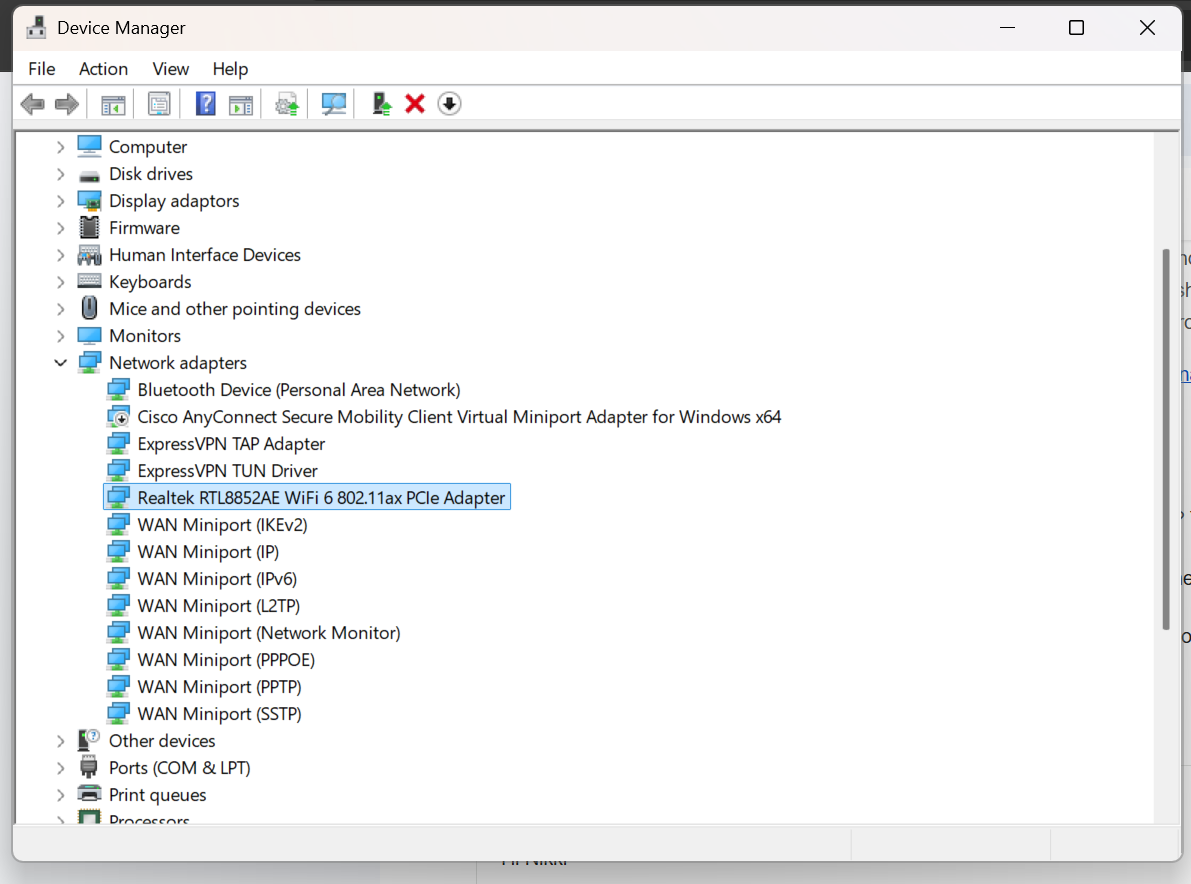 Device Manager
File Action View Help
Computer
Disk drives
Display adaptors
Firmware
Human Interface Devices
Keyboards
Mice and other pointing devices
Monitors
Network adapters
Bluetooth Device (Personal Area Network)
Cisco AnyConnect Secure Mobility Client Virtual Miniport Adapter for Windows x64
ExpressVPN TAP Adapter
ExpressVPN TUN Driver
Realtek RTL8852AE WiFi 6 802.11ax PCIe Adapter
WAN Miniport (IKEv2)
WAN Miniport (IP)
WAN Miniport (IPv6)
WAN Miniport (L2TP)
WAN Miniport (Network Monitor)
WAN Miniport (PPPOE)
WAN Miniport (PPTP)
WAN Miniport (SSTP)
Other devices
Ports (COM & LPT)
Print queues
Processors